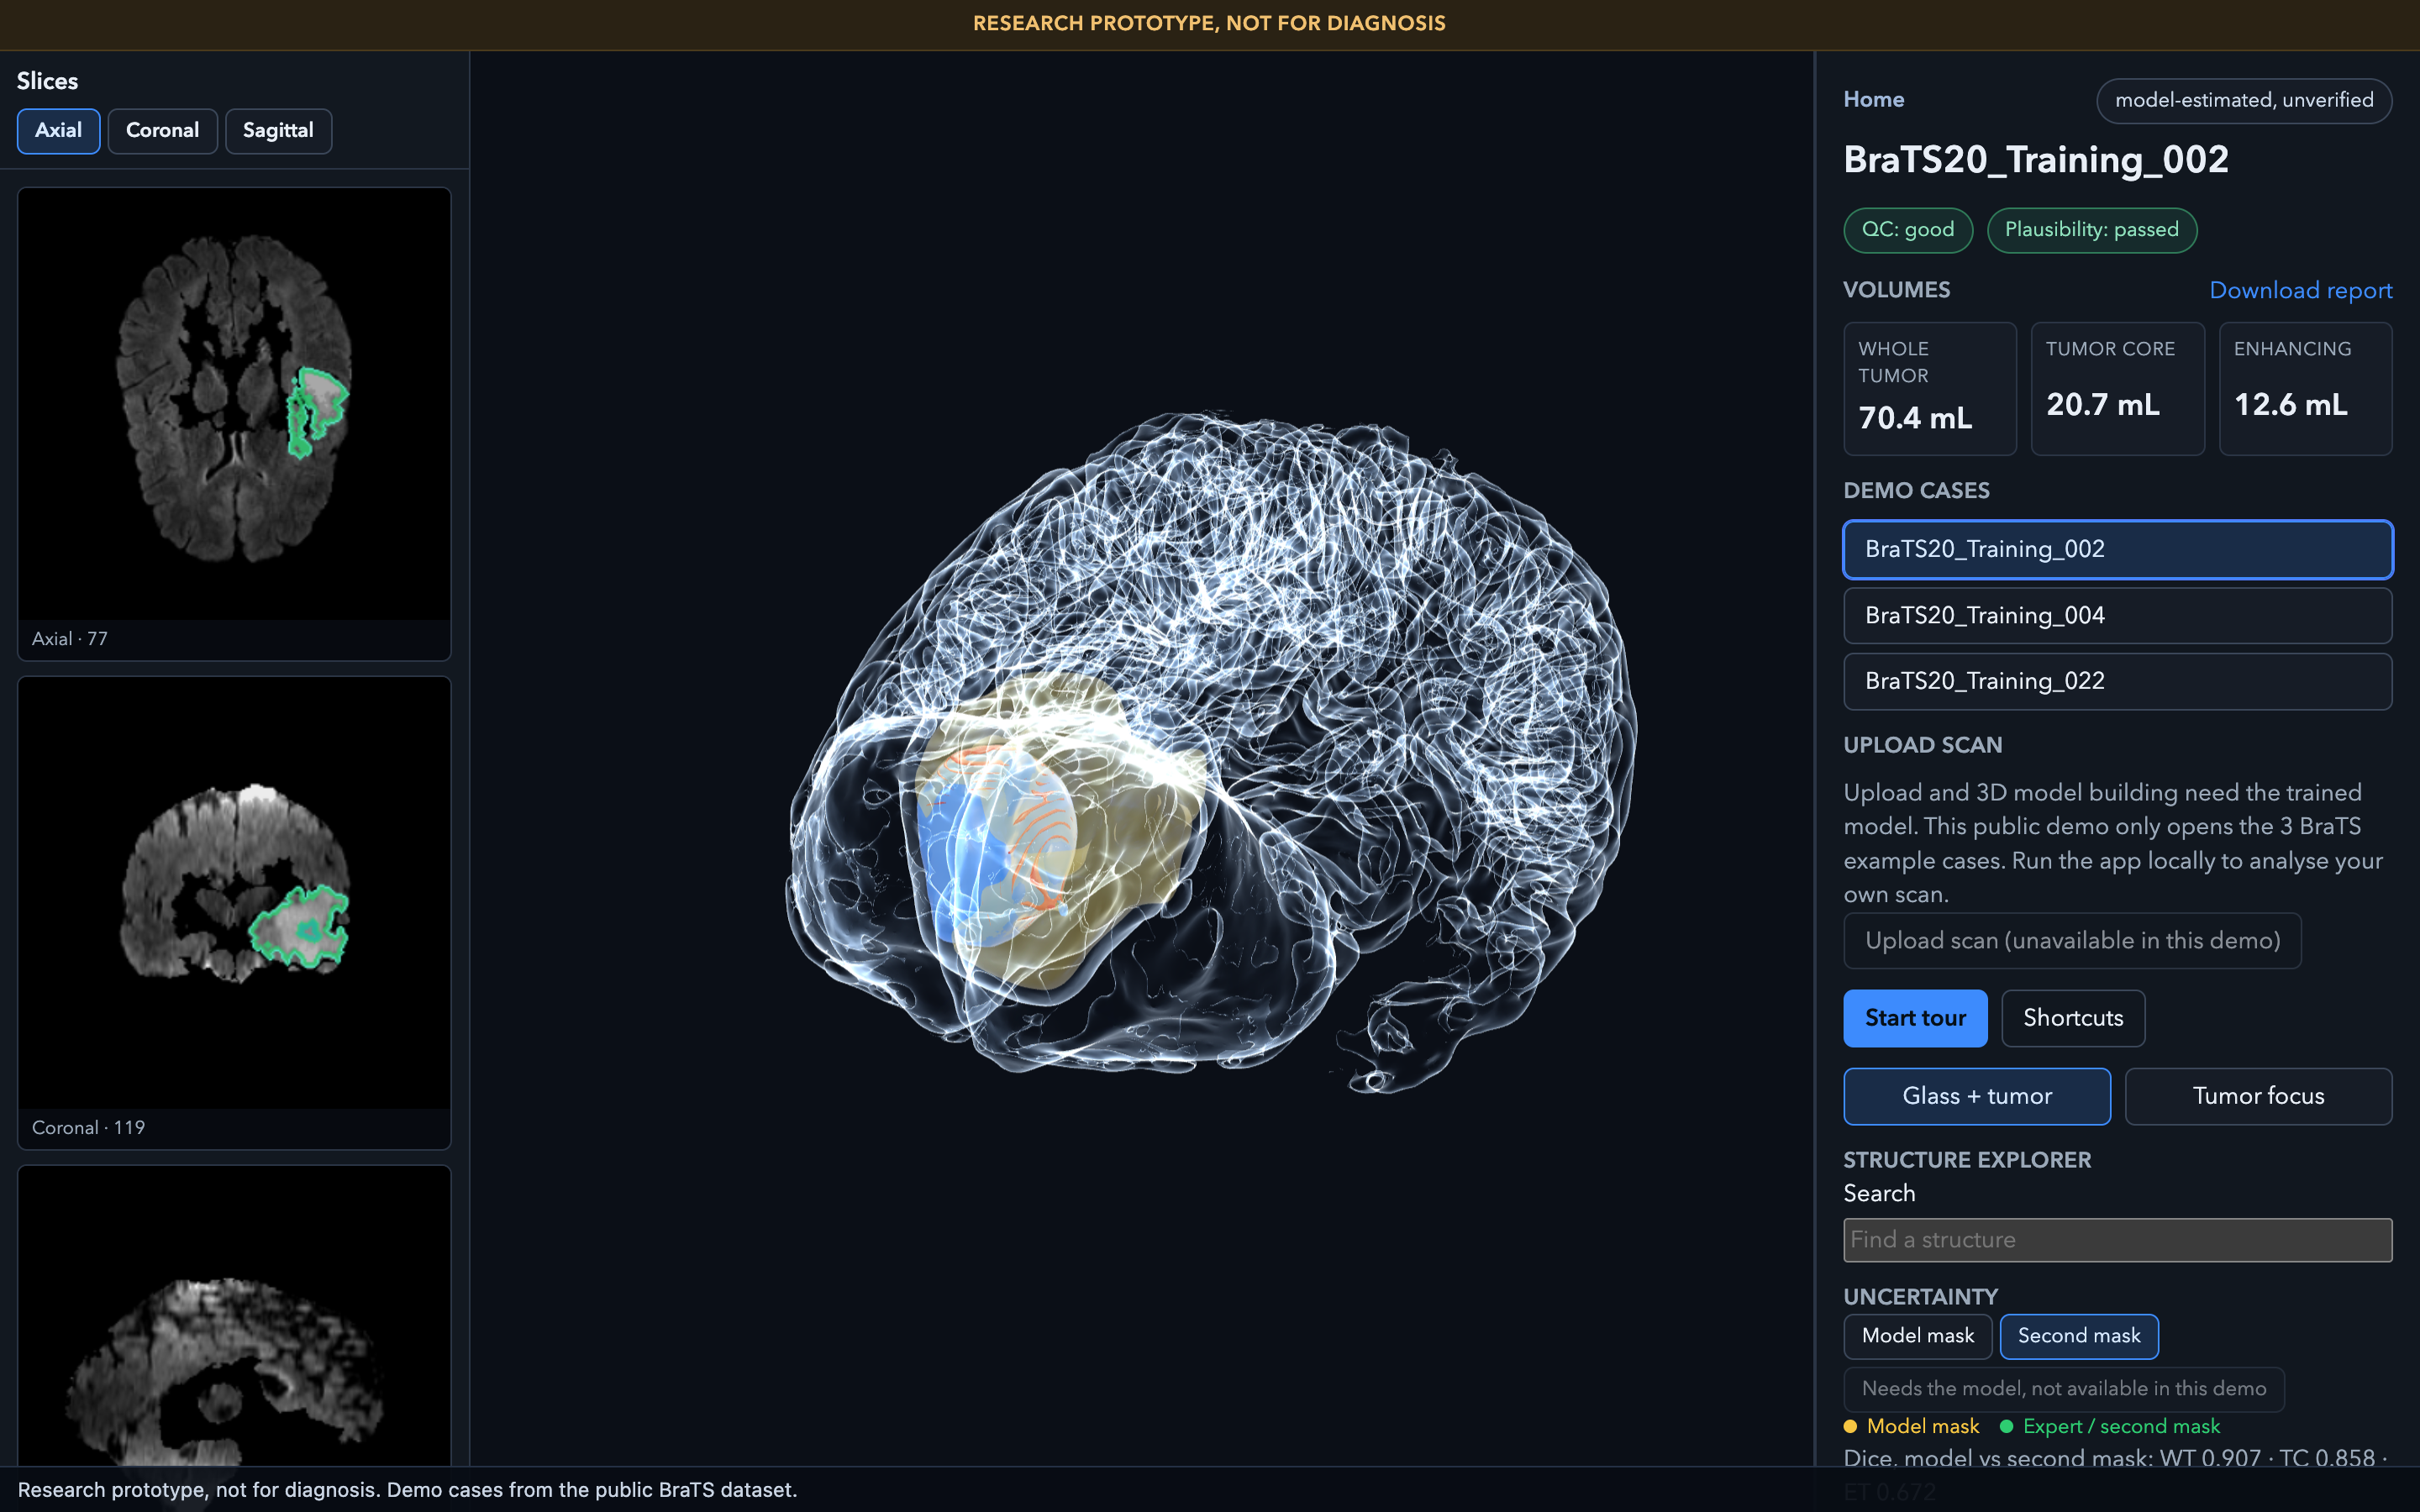 RESEARCH PROTOTYPE, NOT FOR DIAGNOSIS
Slices
Axial
Coronal
Sagittal
Axial · 77
Coronal · 119
Home
model-estimated, unverified
BraTS20_Training_002
QC: good
Plausibility: passed
VOLUMES
Download report
WHOLE
TUMOR
70.4 mL
TUMOR CORE
20.7 mL
ENHANCING
12.6 mL
DEMO CASES
BraTS20_Training_002
BraTS20_Training_004
BraTS20_Training_022
UPLOAD SCAN
Upload and 3D model building need the trained
model. This public demo only opens the 3 BraTS
example cases. Run the app locally to analyse your
own scan.
Upload scan (unavailable in this demo)
Start tour
Shortcuts
Glass + tumor
Tumor focus
STRUCTURE EXPLORER
Search
Find a structure
UNCERTAINTY
Model mask
Second mask
Needs the model, not available in this demo
Model mask
Expert / second mask
Dice, model vs second mask: WT 0.907 · TC 0.858 ·
ET 0.672
Research prototype, not for diagnosis. Demo cases from the public BraTS dataset.